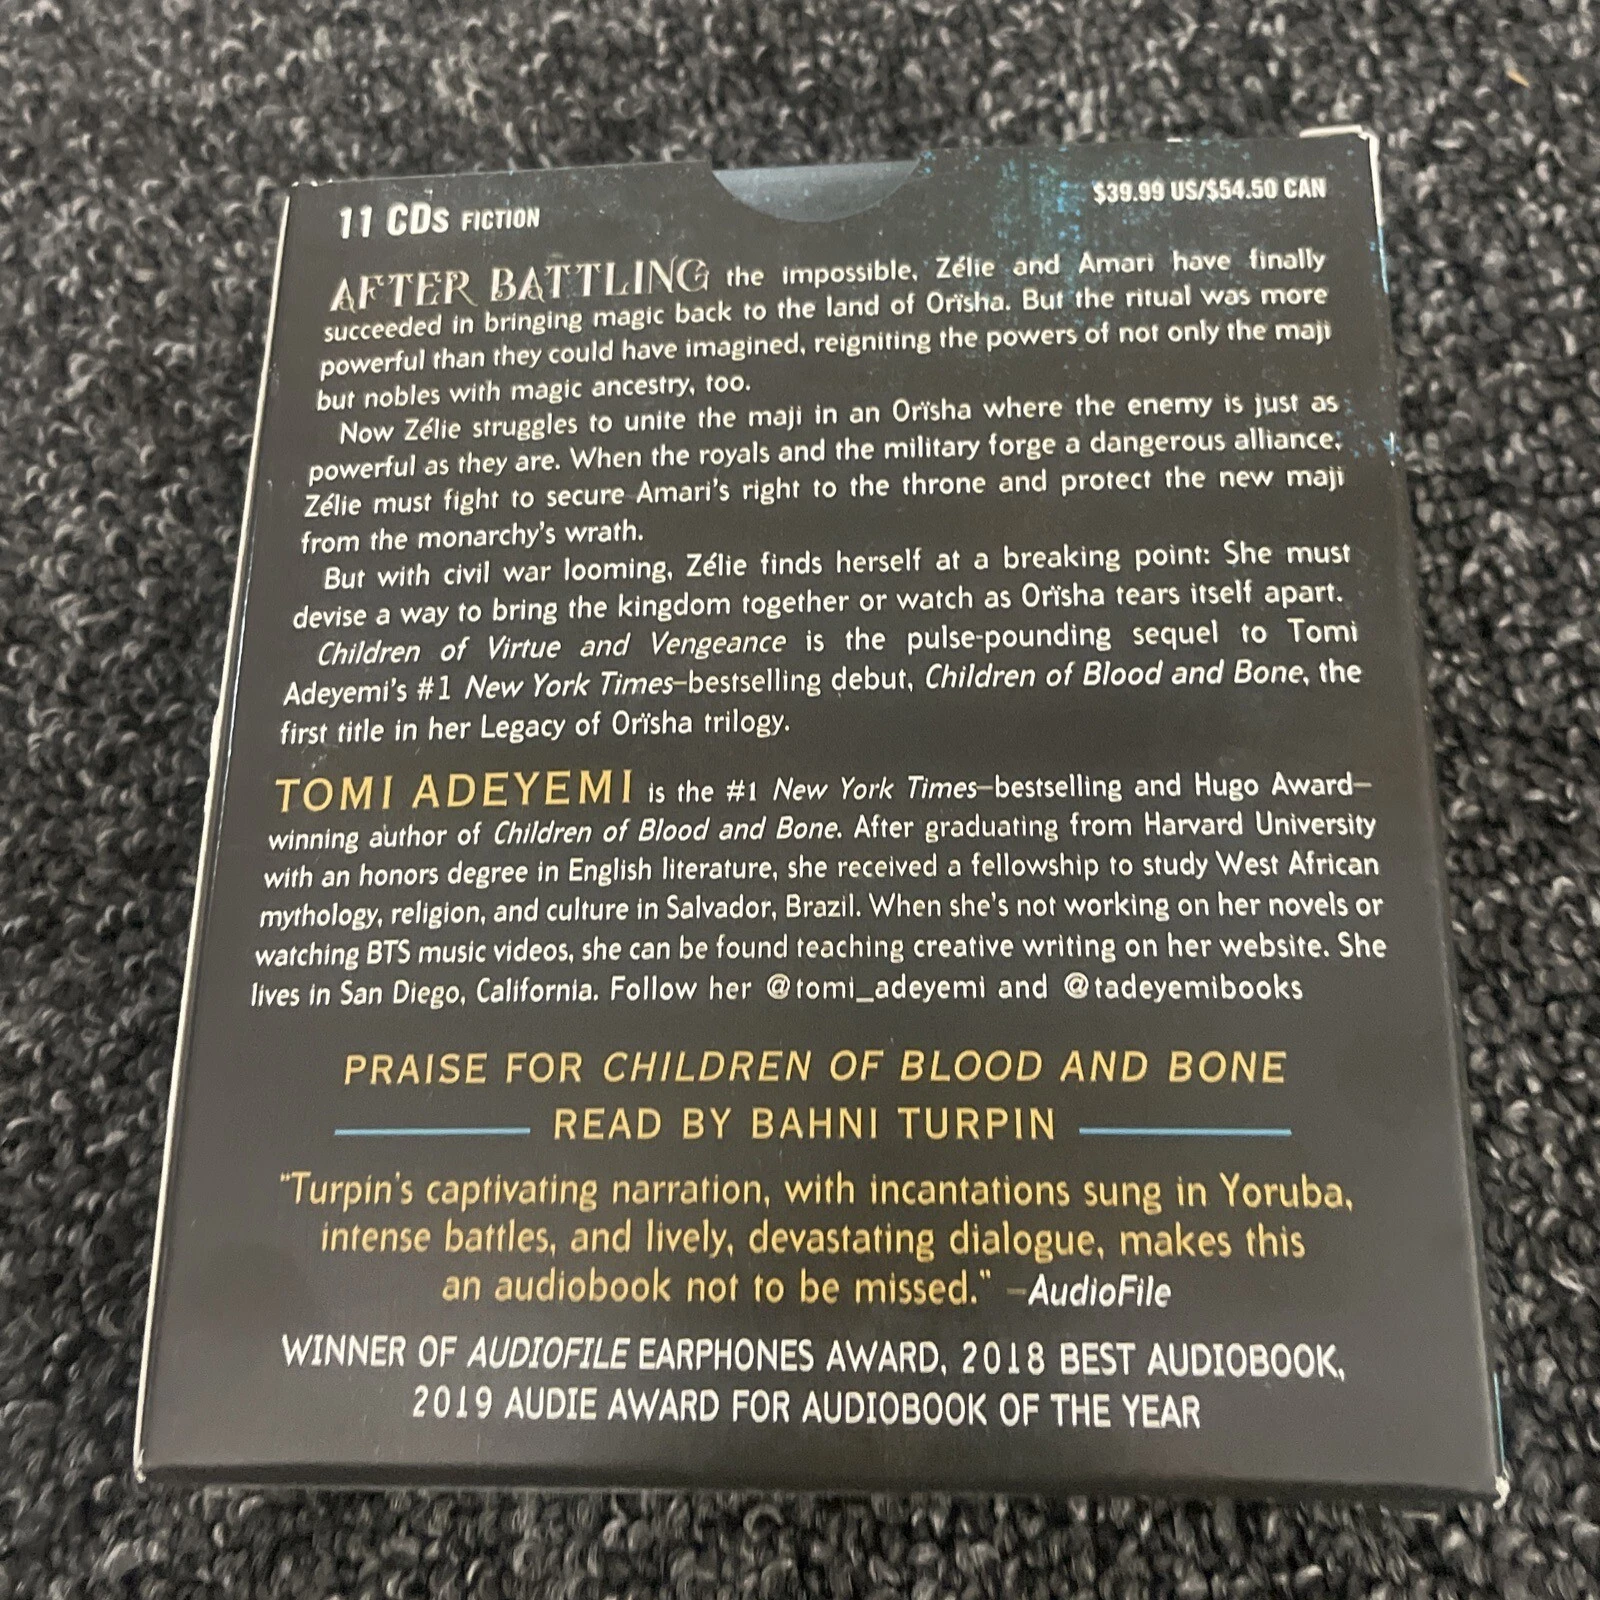 11 CDs FICTION
$39.99 US/$54.50 CAN
AFTER BATTLING the impossible, Zélie and Amari have finally
succeeded in bringing magic back to the land of Orïsha. But the ritual was more
powerful than they could have imagined, reigniting the powers of not only the maji
but nobles with magic ancestry, too.
Now Zélie struggles to unite the maji in an Orïsha where the enemy is just as
powerful as they are. When the royals and the military forge a dangerous alliance,
Zélie must fight to secure Amari's right to the throne and protect the new maji
from the monarchy's wrath.
But with civil war looming, Zélie finds herself at a breaking point: She must
devise a way to bring the kingdom together or watch as Orïsha tears itself apart.
Children of Virtue and Vengeance is the pulse-pounding sequel to Tomi
Adeyemi's #1 New York Times–bestselling debut, Children of Blood and Bone, the
first title in her Legacy of Orïsha trilogy.
TOMI ADEYEMI is the #1 New York Times–bestselling and Hugo Award–
winning author of Children of Blood and Bone. After graduating from Harvard University
with an honors degree in English literature, she received a fellowship to study West African
mythology, religion, and culture in Salvador, Brazil. When she's not working on her novels or
watching BTS music videos, she can be found teaching creative writing on her website. She
lives in San Diego, California. Follow her @tomi_adeyemi and @tadeyemibooks
PRAISE FOR CHILDREN OF BLOOD AND BONE
READ BY BAHNI TURPIN
"Turpin's captivating narration, with incantations sung in Yoruba,
intense battles, and lively, devastating dialogue, makes this
an audiobook not to be missed." –AudioFile
WINNER OF AUDIOFILE EARPHONES AWARD, 2018 BEST AUDIOBOOK,
2019 AUDIE AWARD FOR AUDIOBOOK OF THE YEAR